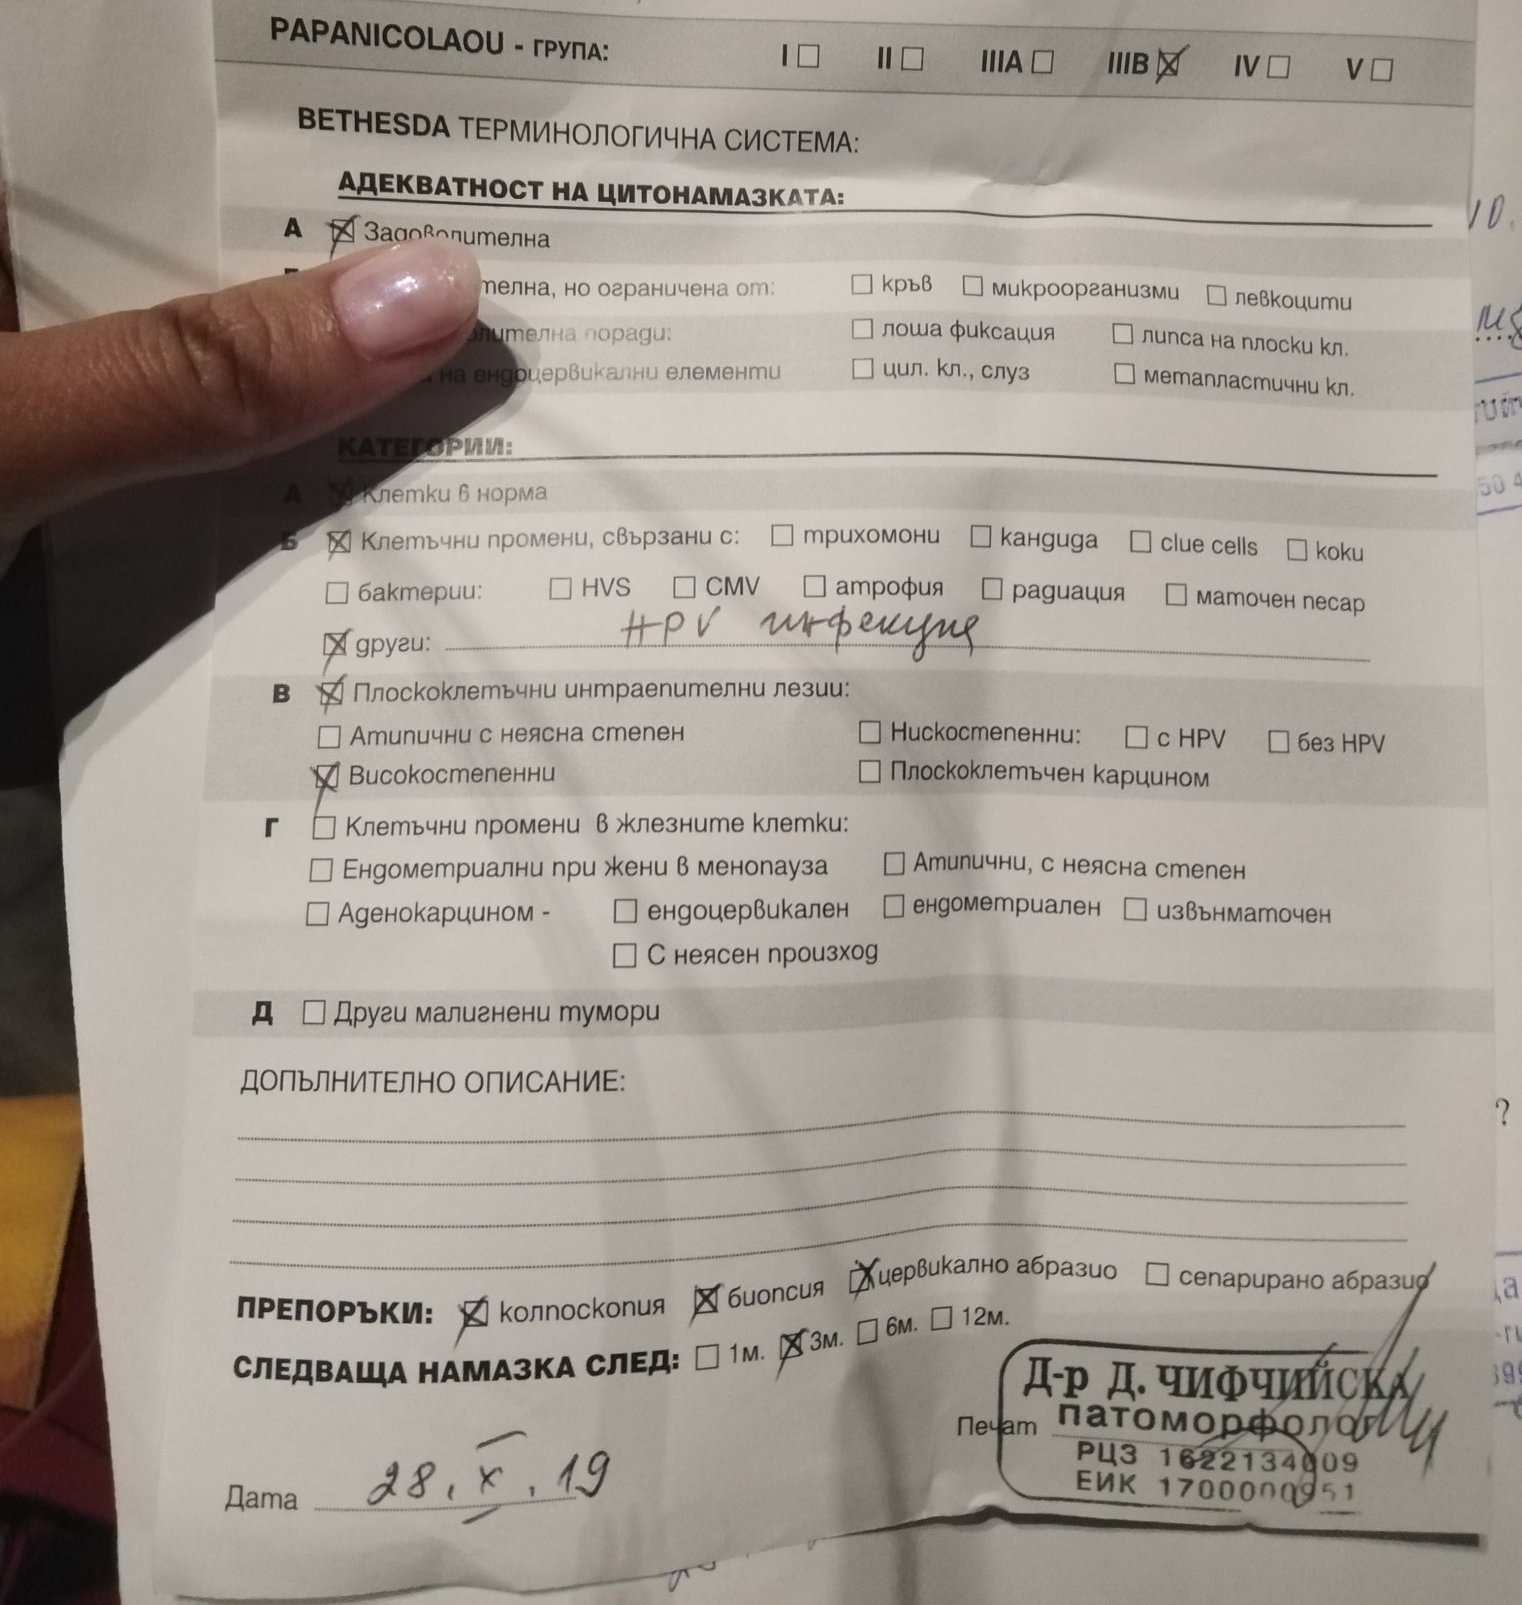 PAPANICOLAOU - ГРУПА: I II IIIA IIIB IV V
BETHESDA ТЕРМИНОЛОГИЧНА СИСТЕМА:
АДЕКВАТНОСТ НА ЦИТОНАМАЗКАТА:
А Задоволителна
телна, но ограничена от: кръв микроорганизми левкоцити
олителна поради: лоша фиксация липса на плоски кл.
на ендоцервикални елементи цил. кл., слуз метапластични кл.
КАТЕГОРИИ:
А Клетки в норма
Б Клетъчни промени, свързани с: трихомони кандида clue cells коки
бактерии: HVS CMV атрофия радиация маточен песар
други: HPV инфекция
В Плоскоклетъчни интраепителни лезии:
Атипични с неясна степен Нискостепенни: с HPV без HPV
Високостепенни Плоскоклетъчен карцином
Г Клетъчни промени в жлезните клетки:
Ендометриални при жени в менопауза Атипични, с неясна степен
Аденокарцином - ендоцервикален ендометриален извънматочен
С неясен произход
Д Други малигнени тумори
ДОПЪЛНИТЕЛНО ОПИСАНИЕ:
ПРЕПОРЪКИ: колпоскопия биопсия цервикално абразио сепарирано абразио
СЛЕДВАЩА НАМАЗКА СЛЕД: 1м. 3м. 6м. 12м.
Д-р Д. ЧИФЧИЙСКА
Печат патоморфолог
РЦЗ 1622134009
ЕИК 1700000951
Дата 28.X.19